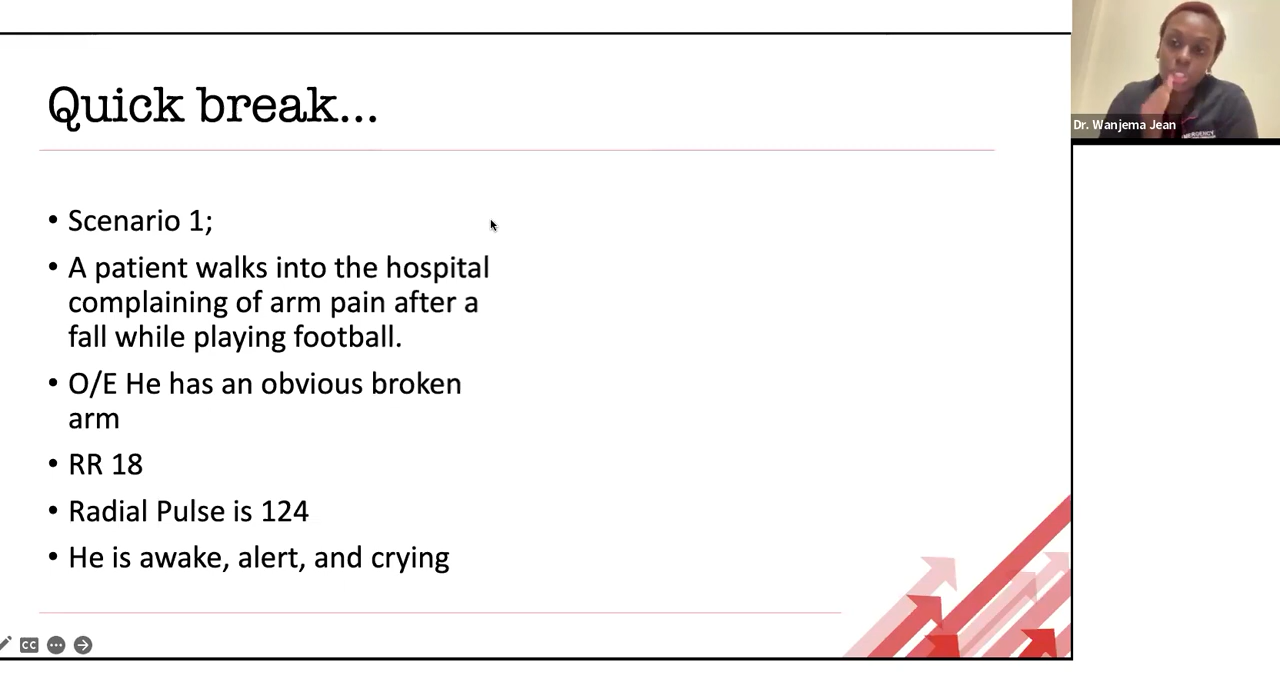 Quick break...
• Scenario 1;
• A patient walks into the hospital
complaining of arm pain after a
fall while playing football.
• O/E He has an obvious broken
arm
• RR 18
• Radial Pulse is 124
• He is awake, alert, and crying
CC
Dr. Wanjema Jean